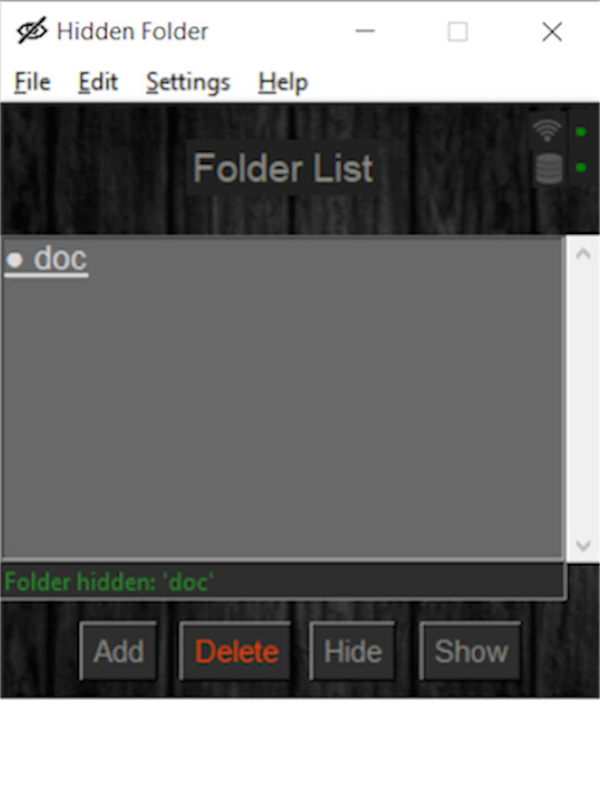 Hidden Folder
File Edit Settings Help
Folder List
● doc
Folder hidden: 'doc'
Add Delete Hide Show